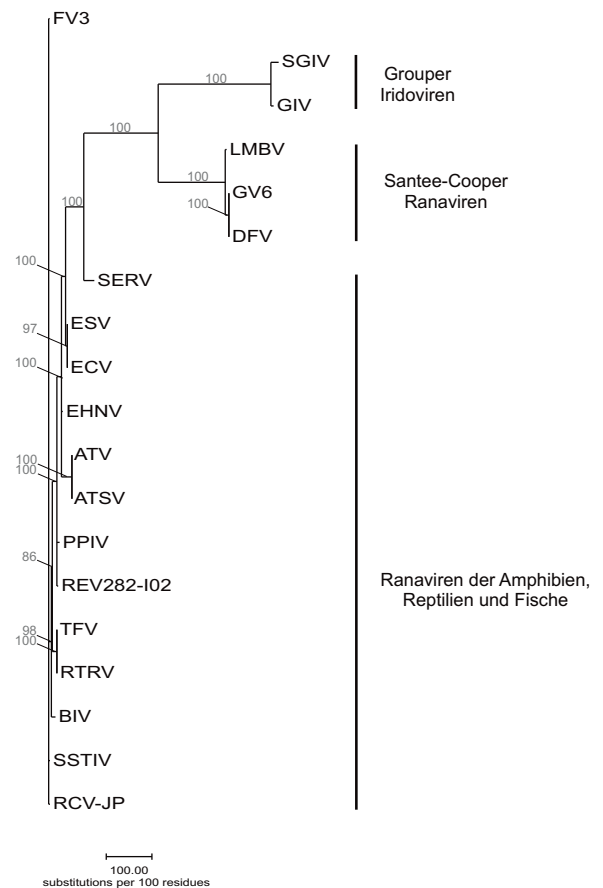 FV3
SGIV
100
Grouper
Iridoviren
GIV
100
LMBV
100
GV6
Santee-Cooper
Ranaviren
100
100
DFV
100
SERV
ESV
97
ECV
100
EHNV
ATV
100
100
ATSV
PPIV
86
REV282-I02
Ranaviren der Amphibien,
Reptilien und Fische
TFV
98
100
RTRV
BIV
SSTIV
RCV-JP
100.00
substitutions per 100 residues